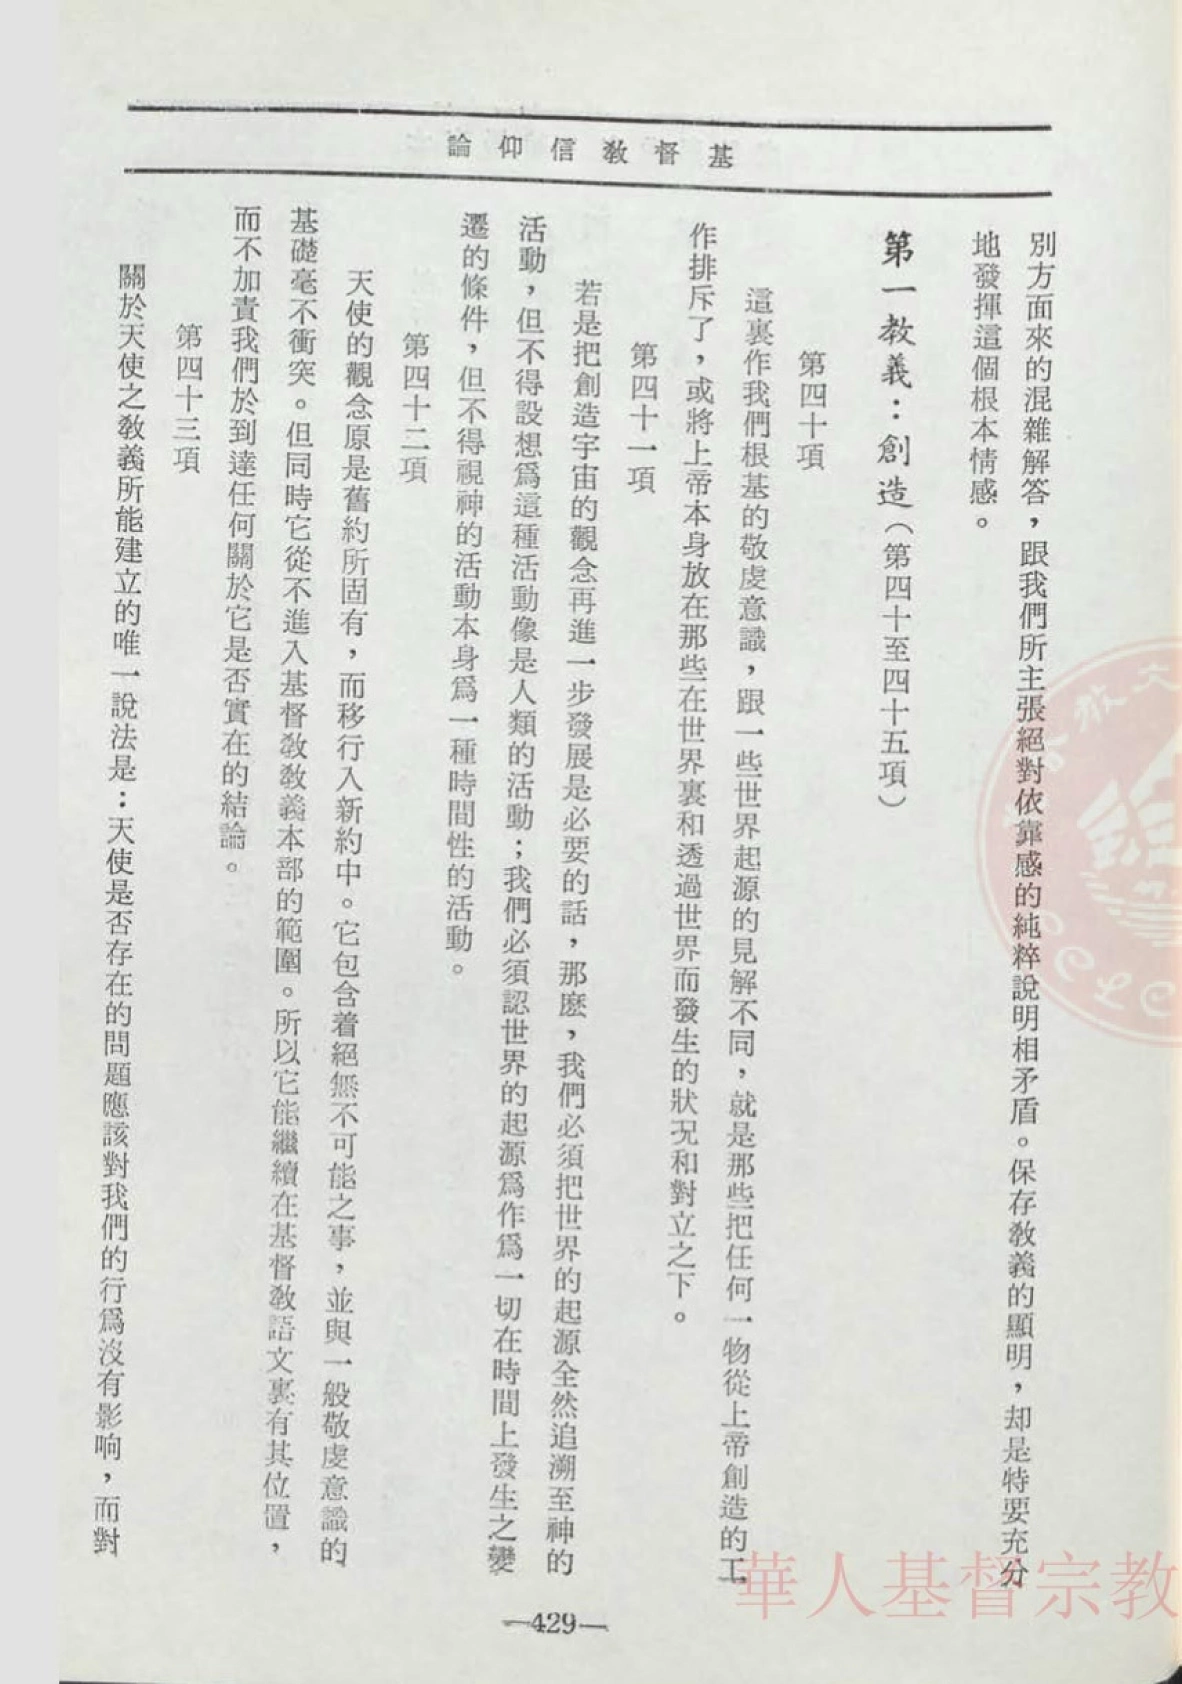 基督敎信仰論
別方面來的混雜解答，跟我們所主張絕對依靠感的純粹說明相矛盾。保存敎義的顯明，却是特要充分
地發揮這個根本情感。
第一敎義：創造（第四十至四十五項）
第四十項
這裏作我們根基的敬虔意識，跟一些世界起源的見解不同，就是那些把任何一物從上帝創造的工
作排斥了，或將上帝本身放在那些在世界裏和透過世界而發生的狀況和對立之下。
第四十一項
若是把創造宇宙的觀念再進一步發展是必要的話，那麽，我們必須把世界的起源全然追溯至神的
活動，但不得設想爲這種活動像是人類的活動；我們必須認世界的起源爲作爲一切在時間上發生之變
遷的條件，但不得視神的活動本身爲一種時間性的活動。
第四十二項
天使的觀念原是舊約所固有，而移行入新約中。它包含着絕無不可能之事，並與一般敬虔意識的
基礎毫不衝突。但同時它從不進入基督敎敎義本部的範圍。所以它能繼續在基督敎語文裏有其位置，
而不加責我們於到達任何關於它是否實在的結論。
第四十三項
關於天使之敎義所能建立的唯一說法是：天使是否存在的問題應該對我們的行爲沒有影响，而對
—429—
華人基督宗教